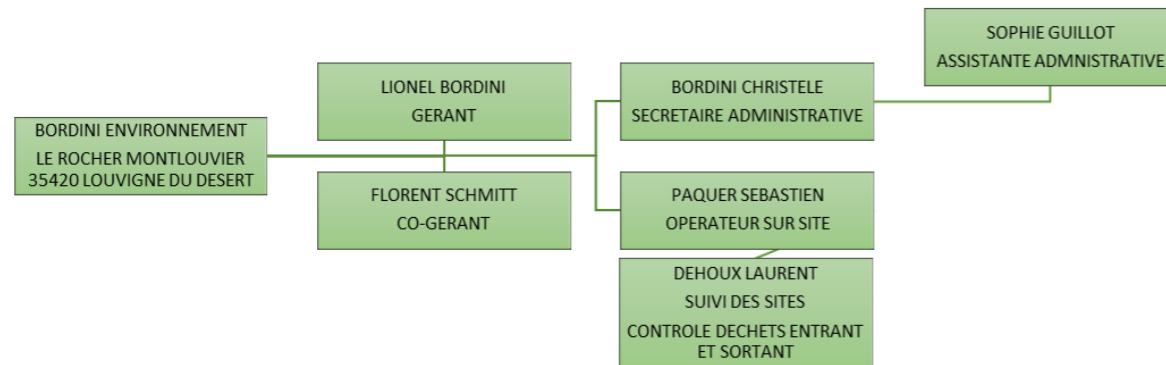 BORDINI ENVIRONNEMENT
LE ROCHER MONTLOUVIER
35420 LOUVIGNE DU DESERT
LIONEL BORDINI
GERANT
FLORENT SCHMITT
CO-GERANT
BORDINI CHRISTELE
SECRETAIRE ADMINISTRATIVE
SOPHIE GUILLOT
ASSISTANTE ADMNISTRATIVE
PAQUER SEBASTIEN
OPERATEUR SUR SITE
DEHOUX LAURENT
SUIVI DES SITES
CONTROLE DECHETS ENTRANT
ET SORTANT